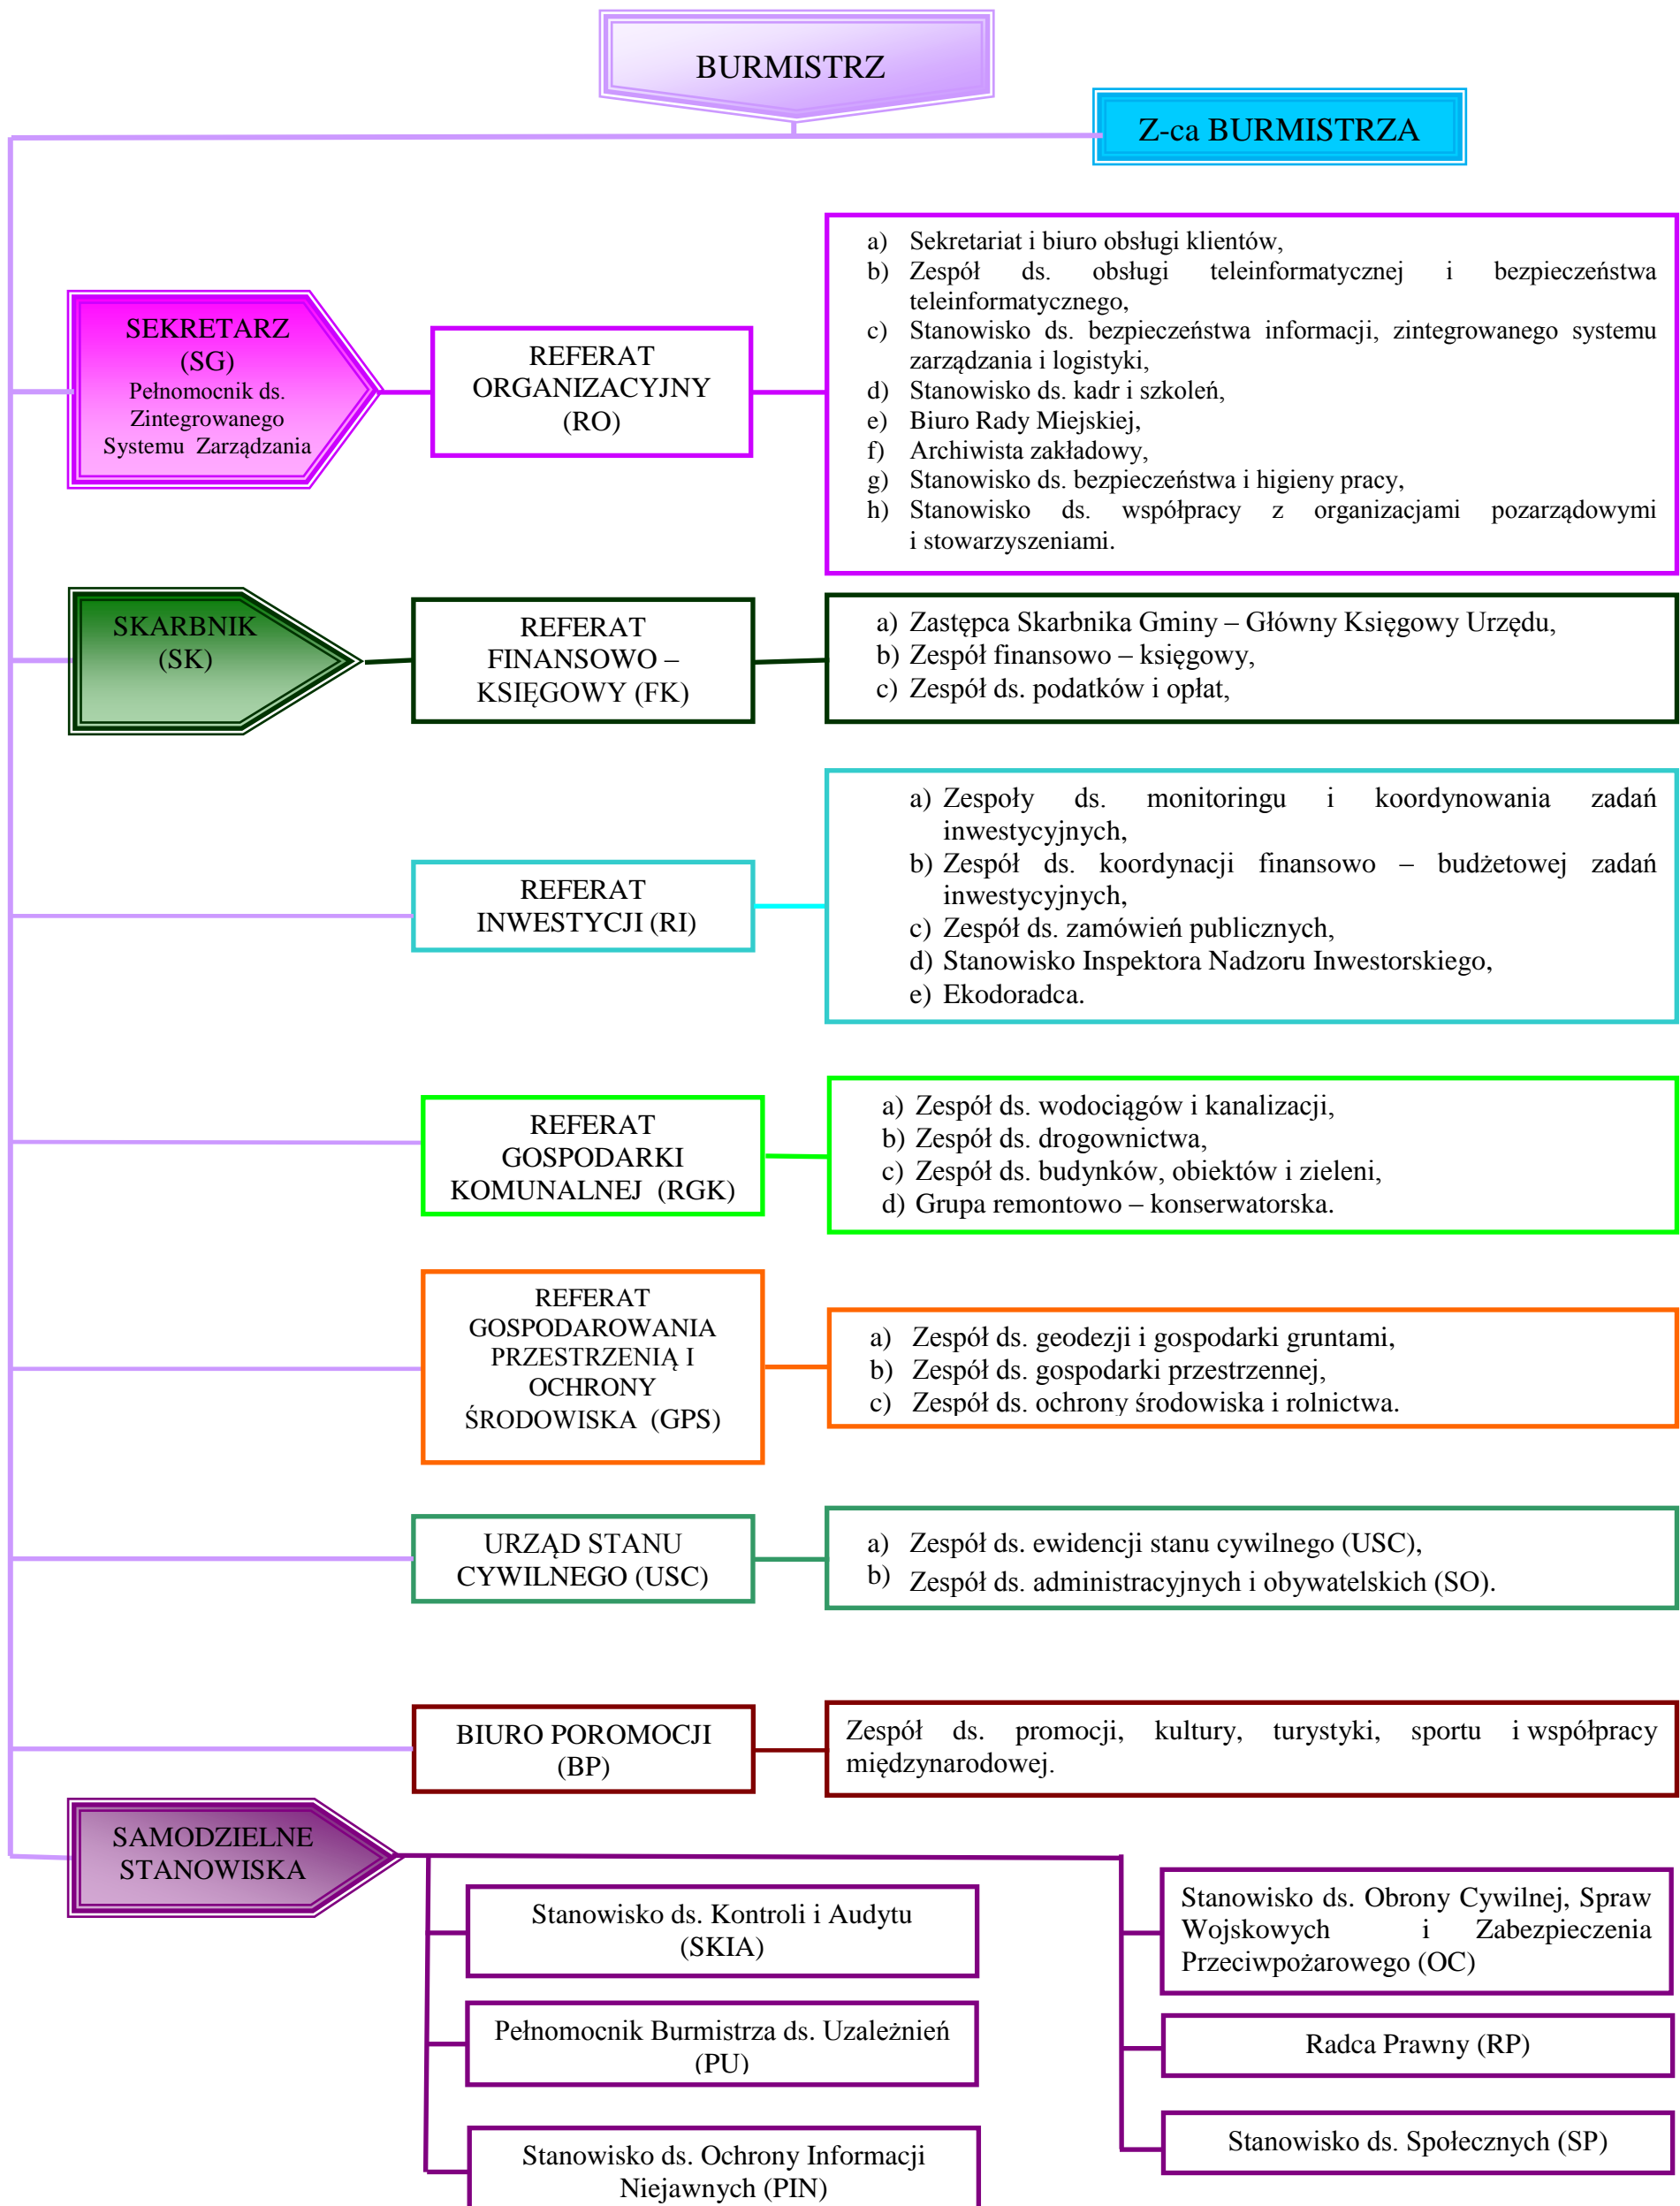 BURMISTRZ
Z-ca BURMISTRZA
SEKRETARZ
(SG)
Pełnomocnik ds.
Zintegrowanego
Systemu Zarządzania
REFERAT
ORGANIZACYJNY
(RO)
a) Sekretariat i biuro obsługi klientów,
b) Zespół ds. obsługi teleinformatycznej i bezpieczeństwa
teleinformatycznego,
c) Stanowisko ds. bezpieczeństwa informacji, zintegrowanego systemu
zarządzania i logistyki,
d) Stanowisko ds. kadr i szkoleń,
e) Biuro Rady Miejskiej,
f) Archiwista zakładowy,
g) Stanowisko ds. bezpieczeństwa i higieny pracy,
h) Stanowisko ds. współpracy z organizacjami pozarządowymi
i stowarzyszeniami.
SKARBNIK
(SK)
REFERAT
FINANSOWO –
KSIĘGOWY (FK)
a) Zastępca Skarbnika Gminy – Główny Księgowy Urzędu,
b) Zespół finansowo – księgowy,
c) Zespół ds. podatków i opłat,
REFERAT
INWESTYCJI (RI)
a) Zespoły ds. monitoringu i koordynowania zadań
inwestycyjnych,
b) Zespół ds. koordynacji finansowo – budżetowej zadań
inwestycyjnych,
c) Zespół ds. zamówień publicznych,
d) Stanowisko Inspektora Nadzoru Inwestorskiego,
e) Ekodoradca.
REFERAT
GOSPODARKI
KOMUNALNEJ (RGK)
a) Zespół ds. wodociągów i kanalizacji,
b) Zespół ds. drogownictwa,
c) Zespół ds. budynków, obiektów i zieleni,
d) Grupa remontowo – konserwatorska.
REFERAT
GOSPODAROWANIA
PRZESTRZENIĄ I
OCHRONY
ŚRODOWISKA (GPS)
a) Zespół ds. geodezji i gospodarki gruntami,
b) Zespół ds. gospodarki przestrzennej,
c) Zespół ds. ochrony środowiska i rolnictwa.
URZĄD STANU
CYWILNEGO (USC)
a) Zespół ds. ewidencji stanu cywilnego (USC),
b) Zespół ds. administracyjnych i obywatelskich (SO).
BIURO POROMOCJI
(BP)
Zespół ds. promocji, kultury, turystyki, sportu i współpracy
międzynarodowej.
SAMODZIELNE
STANOWISKA
Stanowisko ds. Kontroli i Audytu
(SKIA)
Pełnomocnik Burmistrza ds. Uzależnień
(PU)
Stanowisko ds. Ochrony Informacji
Niejawnych (PIN)
Stanowisko ds. Obrony Cywilnej, Spraw
Wojskowych i Zabezpieczenia
Przeciwpożarowego (OC)
Radca Prawny (RP)
Stanowisko ds. Społecznych (SP)